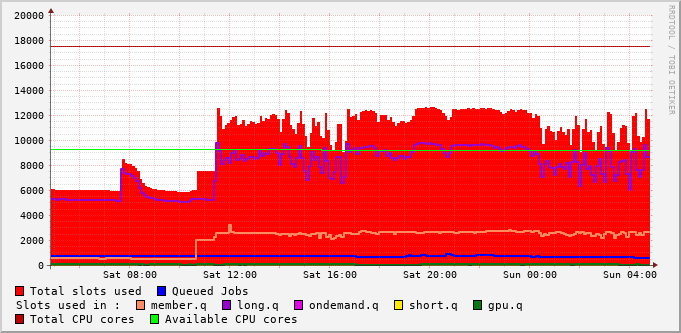 20000
18000
16000
14000
12000
10000
8000
6000
4000
2000
0
Sat 08:00 Sat 12:00 Sat 16:00 Sat 20:00 Sun 00:00 Sun 04:00
RRDTOOL / TOBI OETIKER
Total slots used Queued Jobs
Slots used in : member.q long.q ondemand.q short.q gpu.q
Total CPU cores Available CPU cores